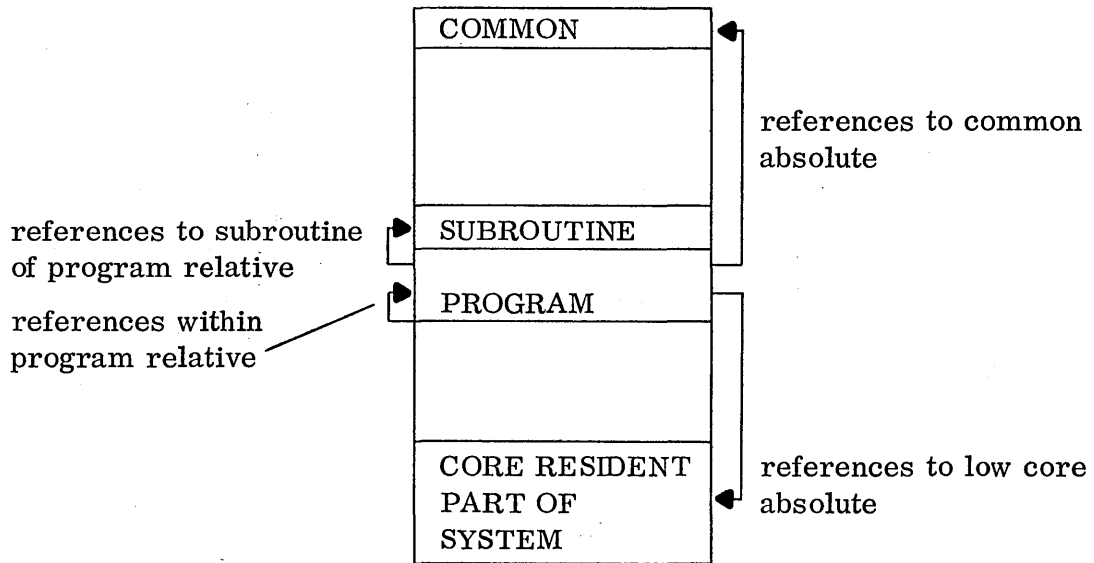 COMMON
references to common
absolute
references to subroutine
of program relative
SUBROUTINE
references within
program relative
PROGRAM
CORE RESIDENT
PART OF
SYSTEM
references to low core
absolute